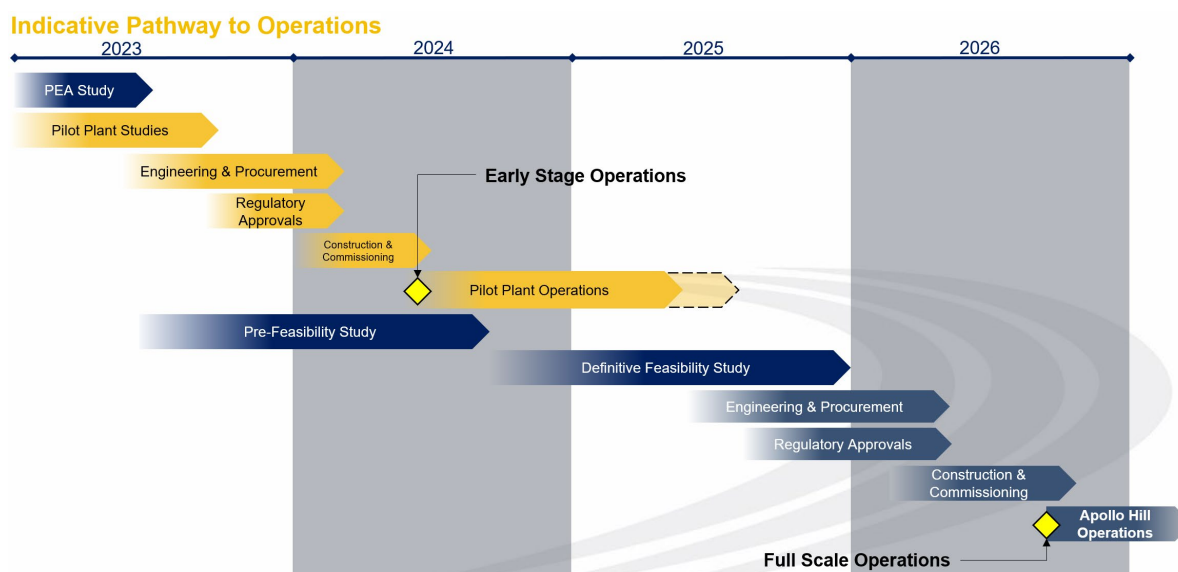 Indicative Pathway to Operations
2023
2024
2025
2026
PEA Study
Pilot Plant Studies
Engineering & Procurement
Early Stage Operations
Regulatory
Approvals
Construction &
Commissioning
Pilot Plant Operations
Pre-Feasibility Study
Definitive Feasibility Study
Engineering & Procurement
Regulatory Approvals
Construction &
Commissioning
Apollo Hill
Operations
Full Scale Operations